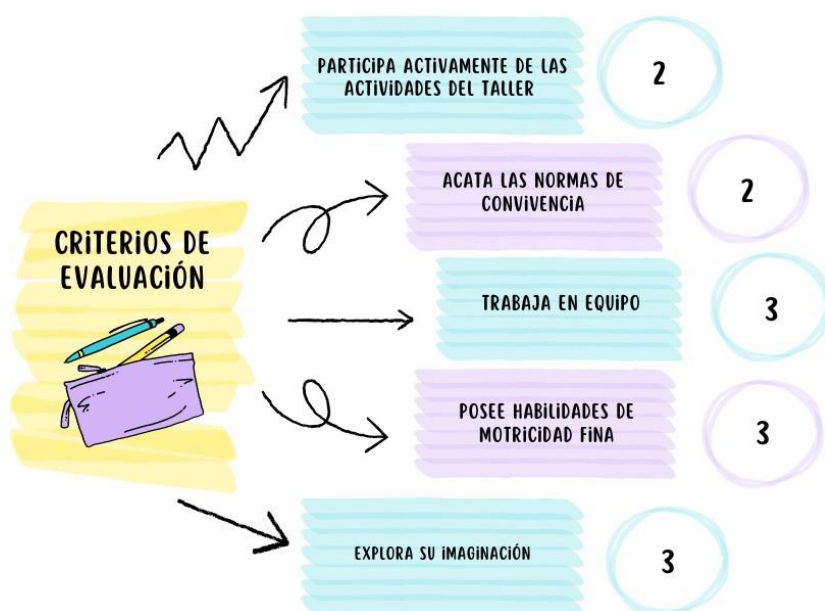 CRITERIOS DE
EVALUACIÓN
PARTICIPA ACTIVAMENTE DE LAS
ACTIVIDADES DEL TALLER
2
ACATA LAS NORMAS DE
CONVIVENCIA
2
TRABAJA EN EQUIPO
3
POSEE HABILIDADES DE
MOTRICIDAD FINA
3
EXPLORA SU IMAGINACIÓN
3